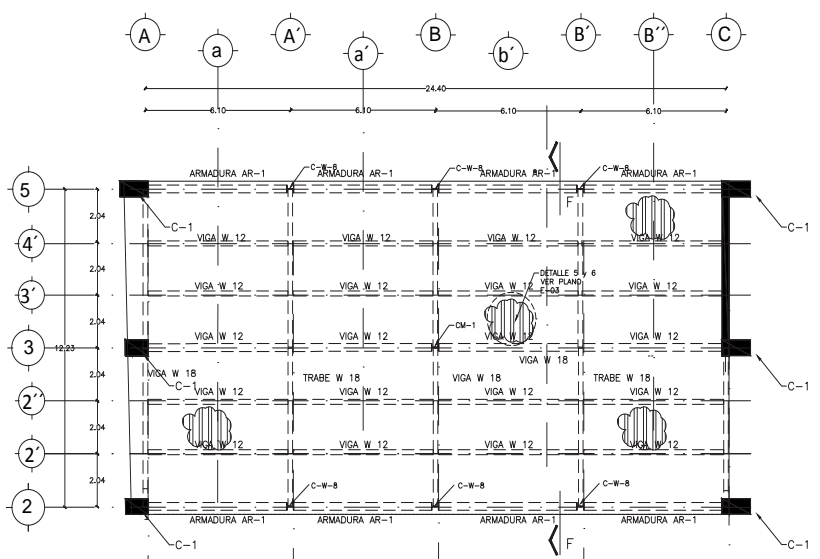 A A´ B B´ B´´ C
a a´ b´
24.40
6.10 6.10 6.10 6.10
C-W-8 C-W-8 C-W-8
ARMADURA AR-1 ARMADURA AR-1 ARMADURA AR-1 ARMADURA AR-1
5
F
C-1 C-1
2.04
4´
VIGA W 12 VIGA W 12 VIGA W 12 VIGA W 12
2.04
DETALLE 5 y 6
VER PLANO
E-03
3´
VIGA W 12 VIGA W 12 VIGA W 12 VIGA W 12
2.04
CM-1
VIGA W 12 VIGA W 12 VIGA W 12 VIGA W 12
3
12.23
C-1 C-1
VIGA W 18
VIGA W 18 TRABE W 18 VIGA W 18 TRABE W 18
2.04
VIGA W 12 VIGA W 12 VIGA W 12 VIGA W 12
2´´
2.04
VIGA W 12 VIGA W 12 VIGA W 12 VIGA W 12
2´
2.04
C-W-8 C-W-8 C-W-8
2
ARMADURA AR-1 ARMADURA AR-1 ARMADURA AR-1 ARMADURA AR-1
C-1 F C-1